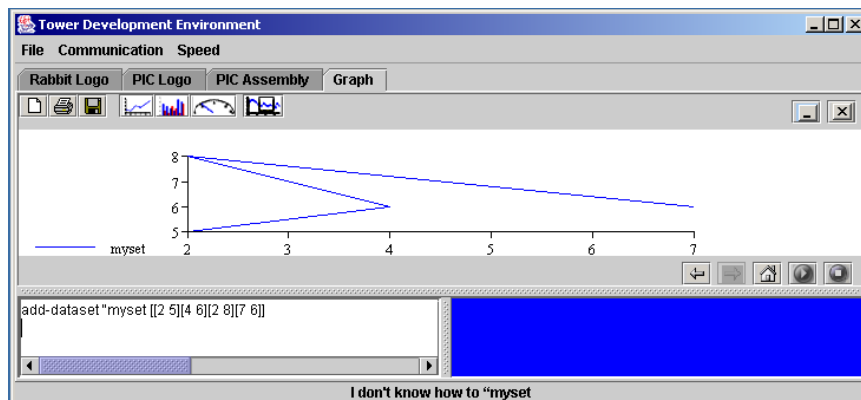 Tower Development Environment
File Communication Speed
Rabbit Logo PIC Logo PIC Assembly Graph
8
7
6
5
2 3 4 5 6 7
myset
add-dataset "myset [[2 5][4 6][2 8][7 6]]
I don't know how to “myset